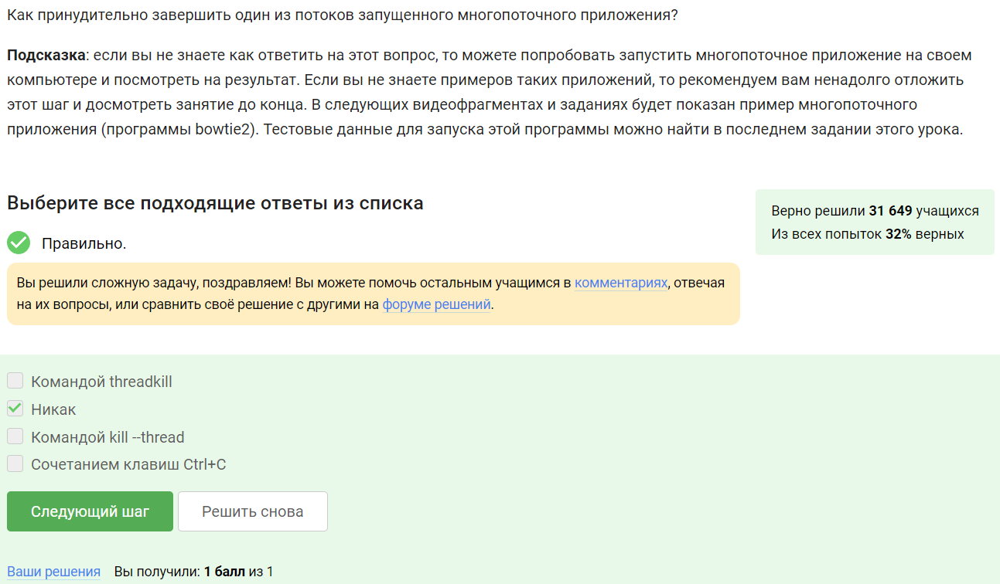 Как принудительно завершить один из потоков запущенного многопоточного приложения?
Подсказка: если вы не знаете как ответить на этот вопрос, то можете попробовать запустить многопоточное приложение на своем
компьютере и посмотреть на результат. Если вы не знаете примеров таких приложений, то рекомендуем вам ненадолго отложить
этот шаг и досмотреть занятие до конца. В следующих видеофрагментах и заданиях будет показан пример многопоточного
приложения (программы bowtie2). Тестовые данные для запуска этой программы можно найти в последнем задании этого урока.
Выберите все подходящие ответы из списка
Верно решили 31 649 учащихся
Из всех попыток 32% верных
Правильно.
Вы решили сложную задачу, поздравляем! Вы можете помочь остальным учащимся в комментариях, отвечая
на их вопросы, или сравнить своё решение с другими на форуме решений.
Командой threadkill
Никак
Командой kill --thread
Сочетанием клавиш Ctrl+C
Следующий шаг
Решить снова
Ваши решения Вы получили: 1 балл из 1